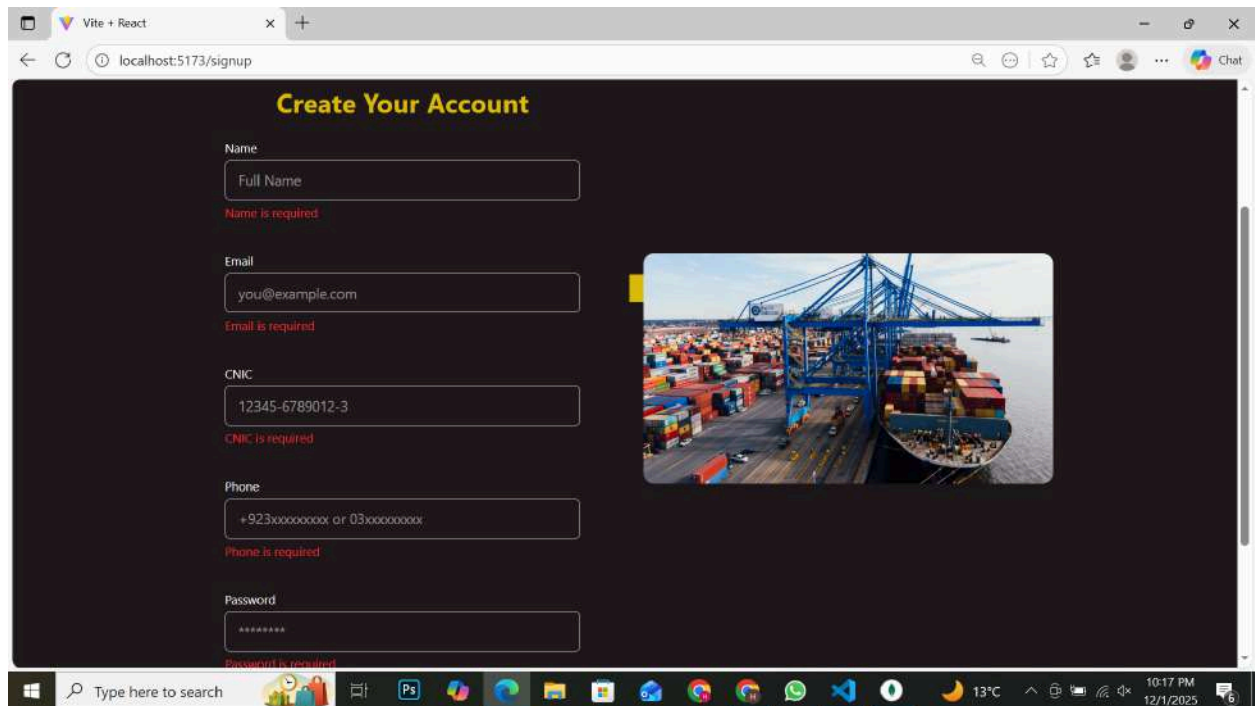 Vite + React
localhost:5173/signup
Chat
Create Your Account
Name
Full Name
Name is required
Email
you@example.com
Email is required
CNIC
12345-6789012-3
CNIC is required
Phone
+923xxxxxxxxx or 03xxxxxxxxx
Phone is required
Password
********
Password is required
Type here to search
Ps
13°C
10:17 PM
12/1/2025
6